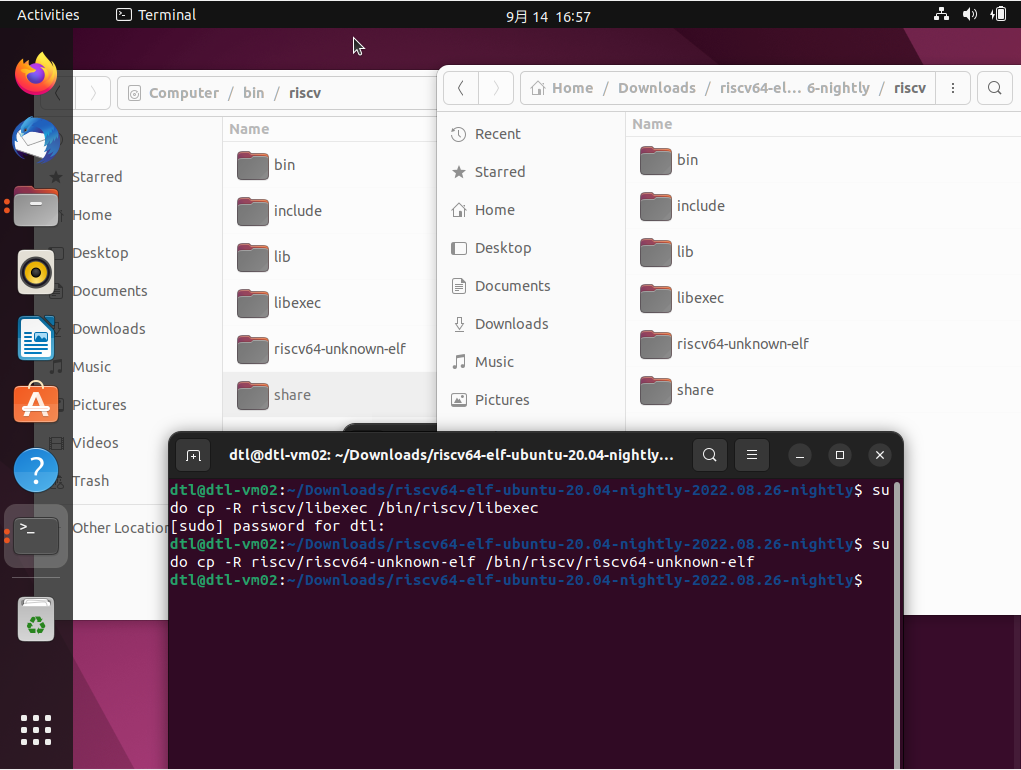 Activities
Terminal
9月 14 16:57
Computer / bin / riscv
Name
Recent
Starred
Home
Desktop
Documents
Downloads
Music
Pictures
Videos
Trash
Other Location
bin
include
lib
libexec
riscv64-unknown-elf
share
Home / Downloads / riscv64-el... 6-nightly / riscv
Name
Recent
Starred
Home
Desktop
Documents
Downloads
Music
Pictures
bin
include
lib
libexec
riscv64-unknown-elf
share
dtl@dtl-vm02: ~/Downloads/riscv64-elf-ubuntu-20.04-nightly...
dtl@dtl-vm02:~/Downloads/riscv64-elf-ubuntu-20.04-nightly-2022.08.26-nightly$ su
do cp -R riscv/libexec /bin/riscv/libexec
[sudo] password for dtl:
dtl@dtl-vm02:~/Downloads/riscv64-elf-ubuntu-20.04-nightly-2022.08.26-nightly$ su
do cp -R riscv/riscv64-unknown-elf /bin/riscv/riscv64-unknown-elf
dtl@dtl-vm02:~/Downloads/riscv64-elf-ubuntu-20.04-nightly-2022.08.26-nightly$